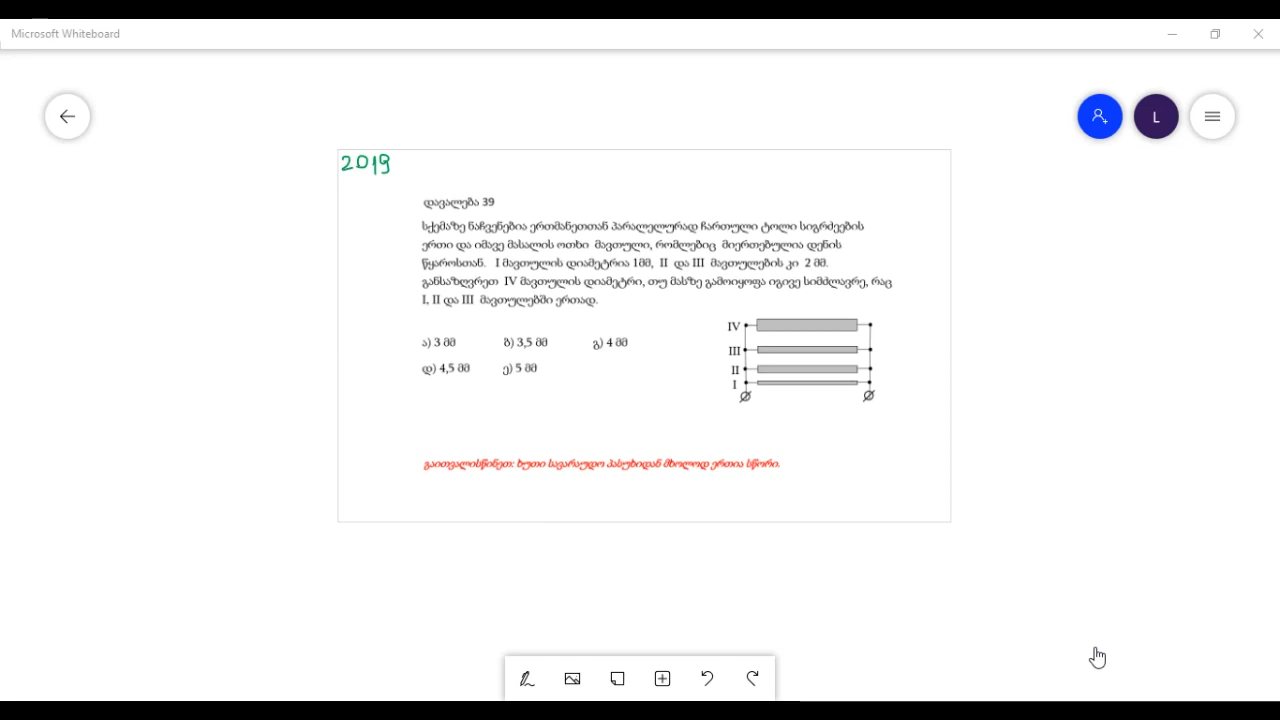 Microsoft Whiteboard
L
2019
დავალება 39
სქემაზე ნაჩვენებია ერთმანეთთან პარალელურად ჩართული ტოლი სიგრძეების
ერთი და იმავე მასალის ოთხი მავთული, რომლებიც მიერთებულია დენის
წყაროსთან. I მავთულის დიამეტრია 1მმ, II და III მავთულების კი 2 მმ.
განსაზღვრეთ IV მავთულის დიამეტრი, თუ მასზე გამოიყოფა იგივე სიმძლავრე, რაც
I, II და III მავთულებში ერთად.
ა) 3 მმ ბ) 3,5 მმ გ) 4 მმ
დ) 4,5 მმ ე) 5 მმ
IV
III
II
I
გაითვალისწინეთ: ხუთი სავარაუდო პასუხიდან მხოლოდ ერთია სწორი.